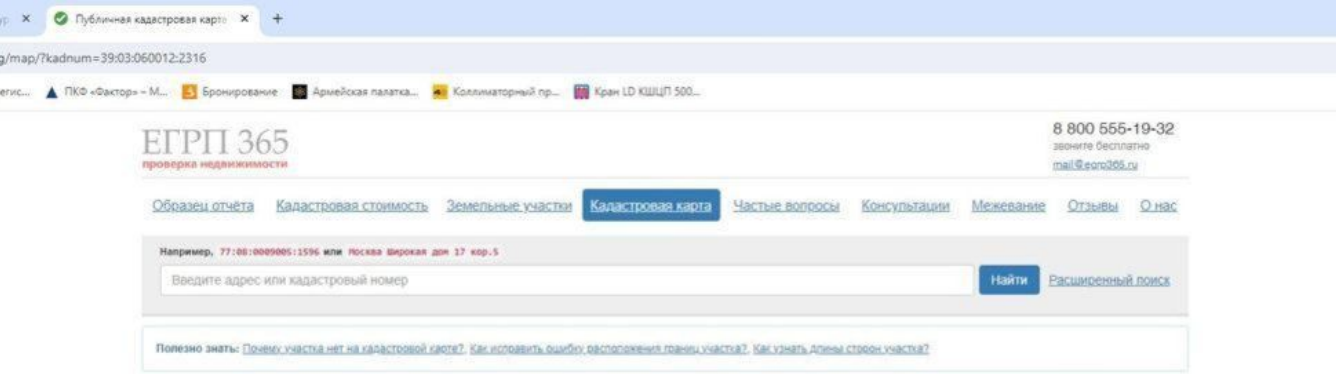 Публичная кадастровая карта
g/map/?kadnum=39:03:060012:2316
ПКФ «Фактор» – М... Бронирование Армейская палатка... Коллиматорный пр... Кран LD КШЦП 500...
ЕГРП 365
проверка недвижимости
8 800 555-19-32
звоните бесплатно
mail@egrp365.ru
Образец отчёта Кадастровая стоимость Земельные участки Кадастровая карта Частые вопросы Консультации Межевание Отзывы О нас
Например, 77:06:0009005:1596 или Москва Широкая дом 17 кор.5
Введите адрес или кадастровый номер Найти Расширенный поиск
Полезно знать: Почему участка нет на кадастровой карте?, Как исправить ошибку расположения границ участка?, Как узнать длины сторон участка?